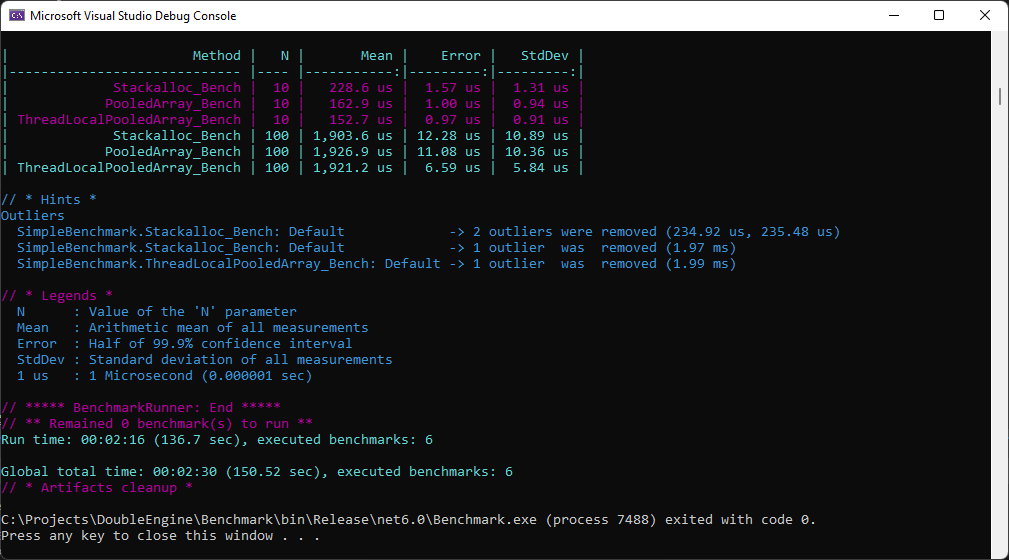 Microsoft Visual Studio Debug Console
|                      Method |   N |       Mean |    Error |   StdDev |
|---------------------------- |---- |-----------:|---------:|---------:|
|            Stackalloc_Bench |  10 |   228.6 us |  1.57 us |  1.31 us |
|           PooledArray_Bench |  10 |   162.9 us |  1.00 us |  0.94 us |
| ThreadLocalPooledArray_Bench |  10 |   152.7 us |  0.97 us |  0.91 us |
|            Stackalloc_Bench | 100 | 1,903.6 us | 12.28 us | 10.89 us |
|           PooledArray_Bench | 100 | 1,926.9 us | 11.08 us | 10.36 us |
| ThreadLocalPooledArray_Bench | 100 | 1,921.2 us |  6.59 us |  5.84 us |
// * Hints *
Outliers
  SimpleBenchmark.Stackalloc_Bench: Default             -> 2 outliers were removed (234.92 us, 235.48 us)
  SimpleBenchmark.Stackalloc_Bench: Default             -> 1 outlier  was  removed (1.97 ms)
  SimpleBenchmark.ThreadLocalPooledArray_Bench: Default -> 1 outlier  was  removed (1.99 ms)
// * Legends *
  N      : Value of the 'N' parameter
  Mean   : Arithmetic mean of all measurements
  Error  : Half of 99.9% confidence interval
  StdDev : Standard deviation of all measurements
  1 us   : 1 Microsecond (0.000001 sec)
// ***** BenchmarkRunner: End *****
// ** Remained 0 benchmark(s) to run **
Run time: 00:02:16 (136.7 sec), executed benchmarks: 6
Global total time: 00:02:30 (150.52 sec), executed benchmarks: 6
// * Artifacts cleanup *
C:\Projects\DoubleEngine\Benchmark\bin\Release\net6.0\Benchmark.exe (process 7488) exited with code 0.
Press any key to close this window . . .